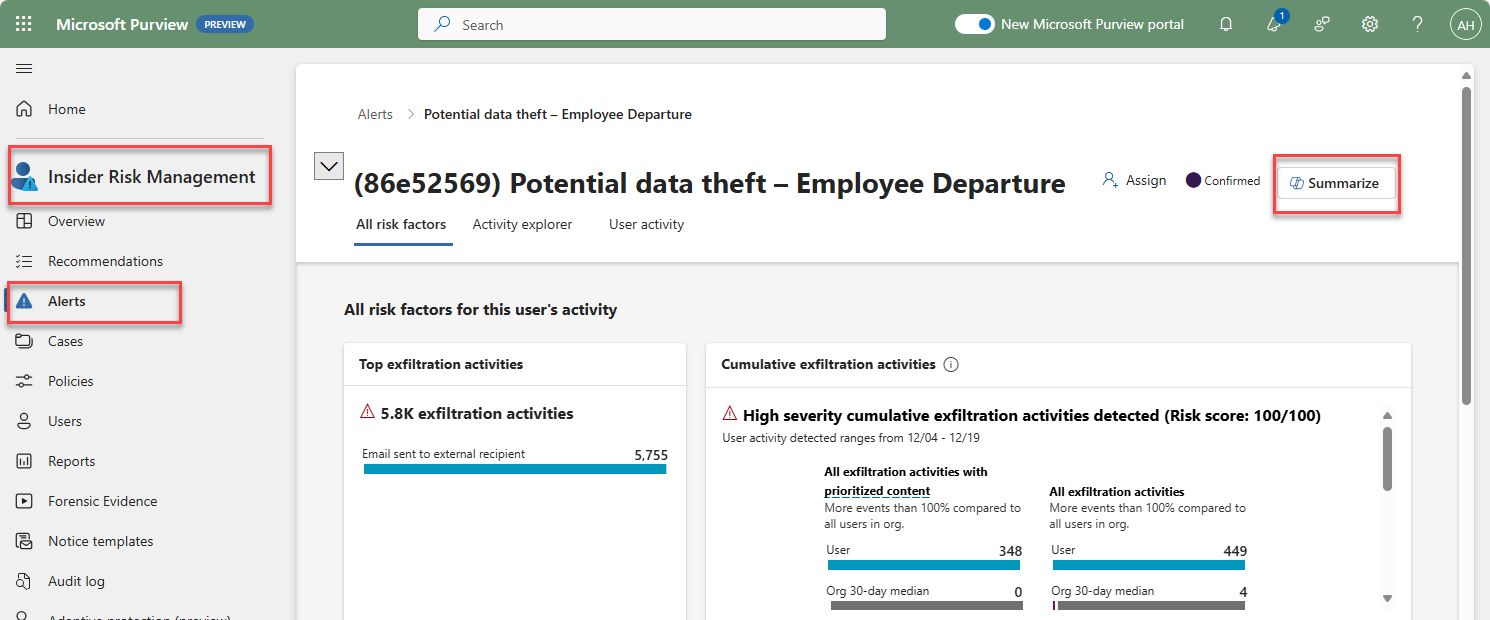 Microsoft Purview PREVIEW
Search
New Microsoft Purview portal
1
AH
Home
Insider Risk Management
Overview
Recommendations
Alerts
Cases
Policies
Users
Reports
Forensic Evidence
Notice templates
Audit log
Adaptive protection (preview)
Alerts > Potential data theft – Employee Departure
(86e52569) Potential data theft – Employee Departure
Assign
Confirmed
Summarize
All risk factors
Activity explorer
User activity
All risk factors for this user's activity
Top exfiltration activities
5.8K exfiltration activities
Email sent to external recipient 5,755
Cumulative exfiltration activities
High severity cumulative exfiltration activities detected (Risk score: 100/100)
User activity detected ranges from 12/04 - 12/19
All exfiltration activities with
prioritized content
More events than 100% compared to
all users in org.
User 348
Org 30-day median 0
All exfiltration activities
More events than 100% compared to
all users in org.
User 449
Org 30-day median 4